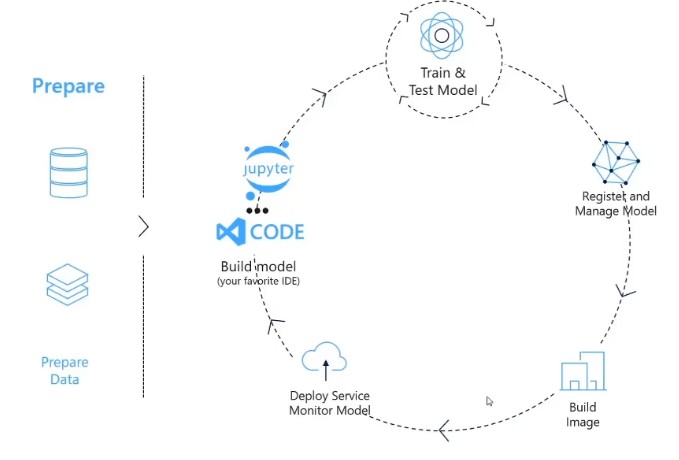 Prepare
Prepare
Data
Train &
Test Model
jupyter
CODE
Build model
(your favorite IDE)
Register and
Manage Model
Build
Image
Deploy Service
Monitor Model